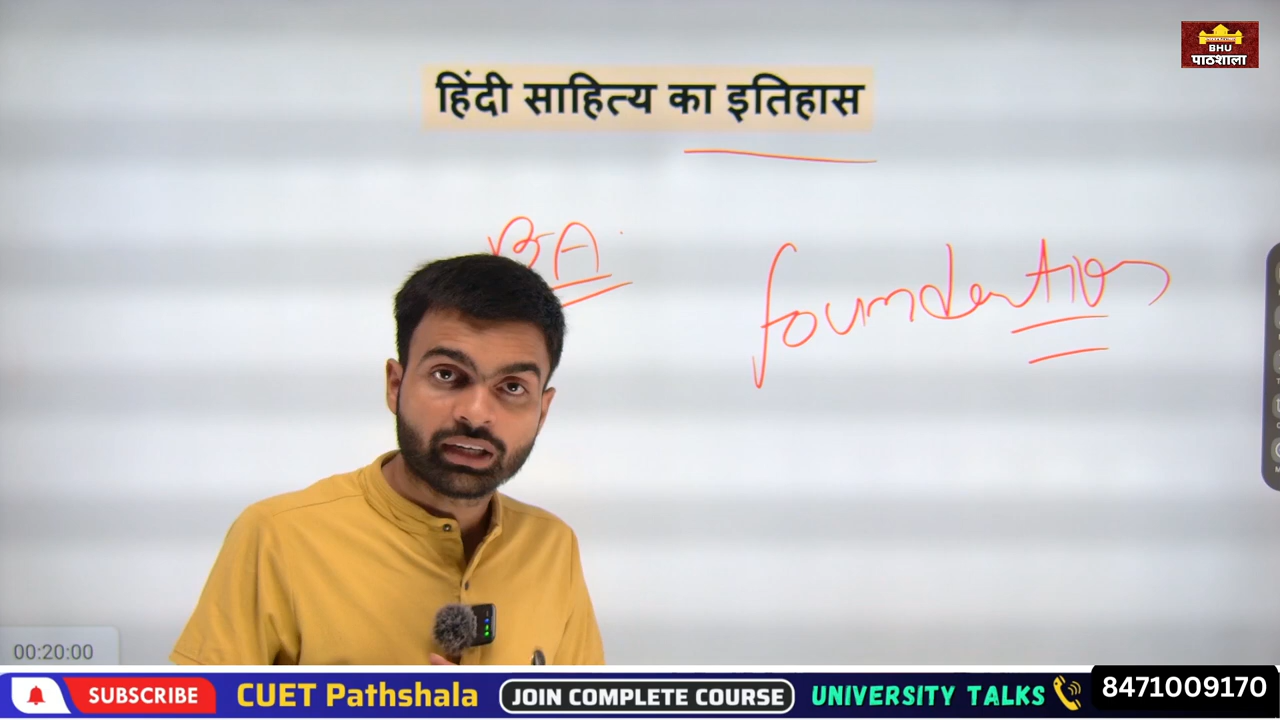 BHU
पाठशाला
हिंदी साहित्य का इतिहास
BA
foundation
00:20:00
SUBSCRIBE
CUET Pathshala
JOIN COMPLETE COURSE
UNIVERSITY TALKS
8471009170